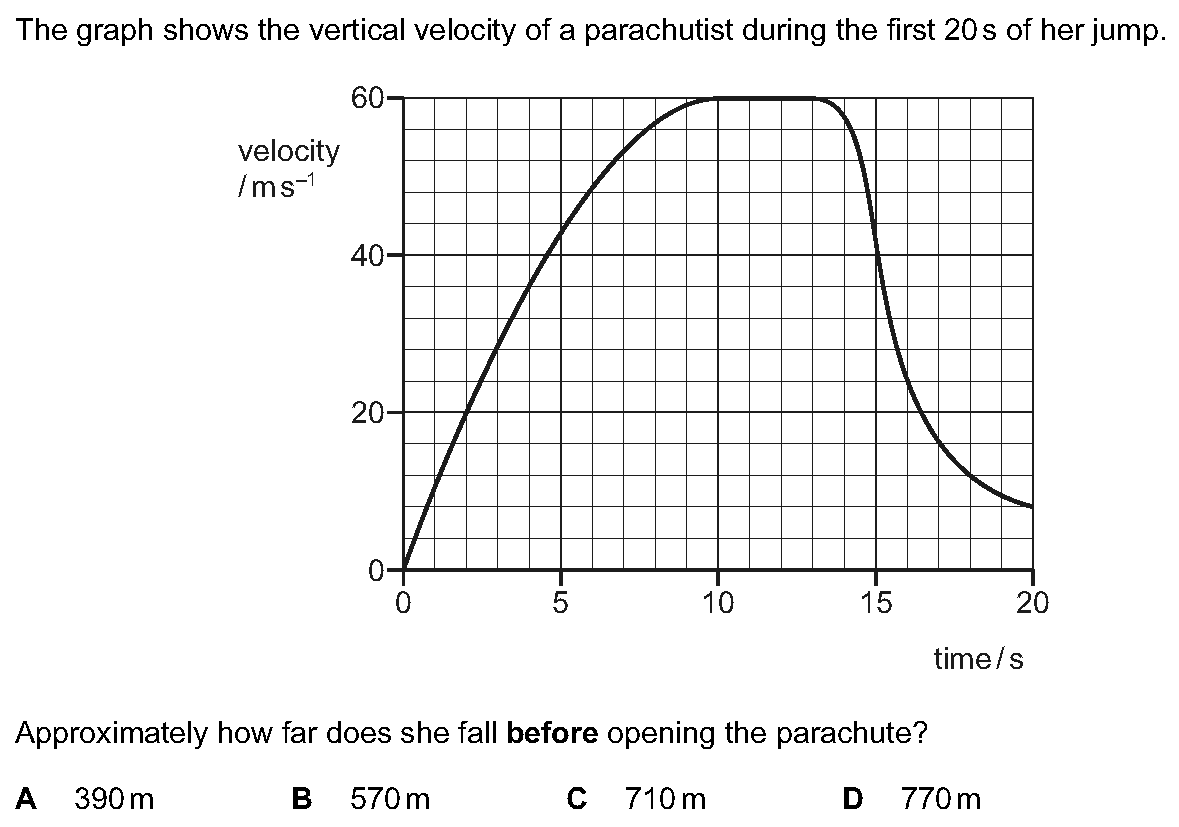 The graph shows the vertical velocity of a parachutist during the first 20 s of her jump.
60
velocity
/ m s⁻¹
40
20
0
0 5 10 15 20
time / s
Approximately how far does she fall before opening the parachute?
A 390 m B 570 m C 710 m D 770 m